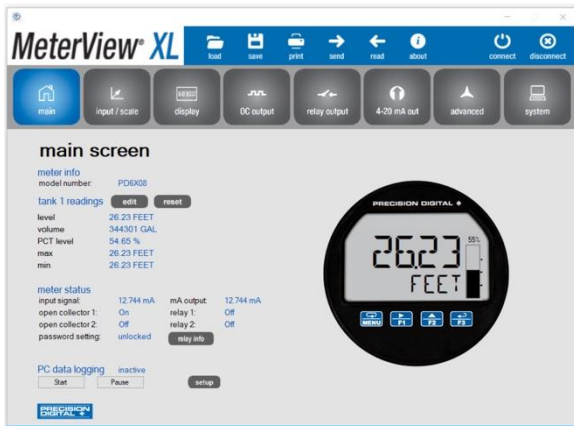 MeterView® XL
load save print send read about connect disconnect
main input / scale display OC output relay output 4-20 mA out advanced system
main screen
meter info
model number: PD6X08
tank 1 readings edit reset
level 26.23 FEET
volume 344301 GAL
PCT level 54.65 %
max 26.23 FEET
min 26.23 FEET
meter status
input signal: 12.744 mA mA output: 12.744 mA
open collector 1: On relay 1: Off
open collector 2: Off relay 2: Off
password setting: unlocked relay info
PC data logging inactive
Start Pause setup
PRECISION
DIGITAL
PRECISION DIGITAL
26.23
55%
FEET
MENU F1 F2 F3